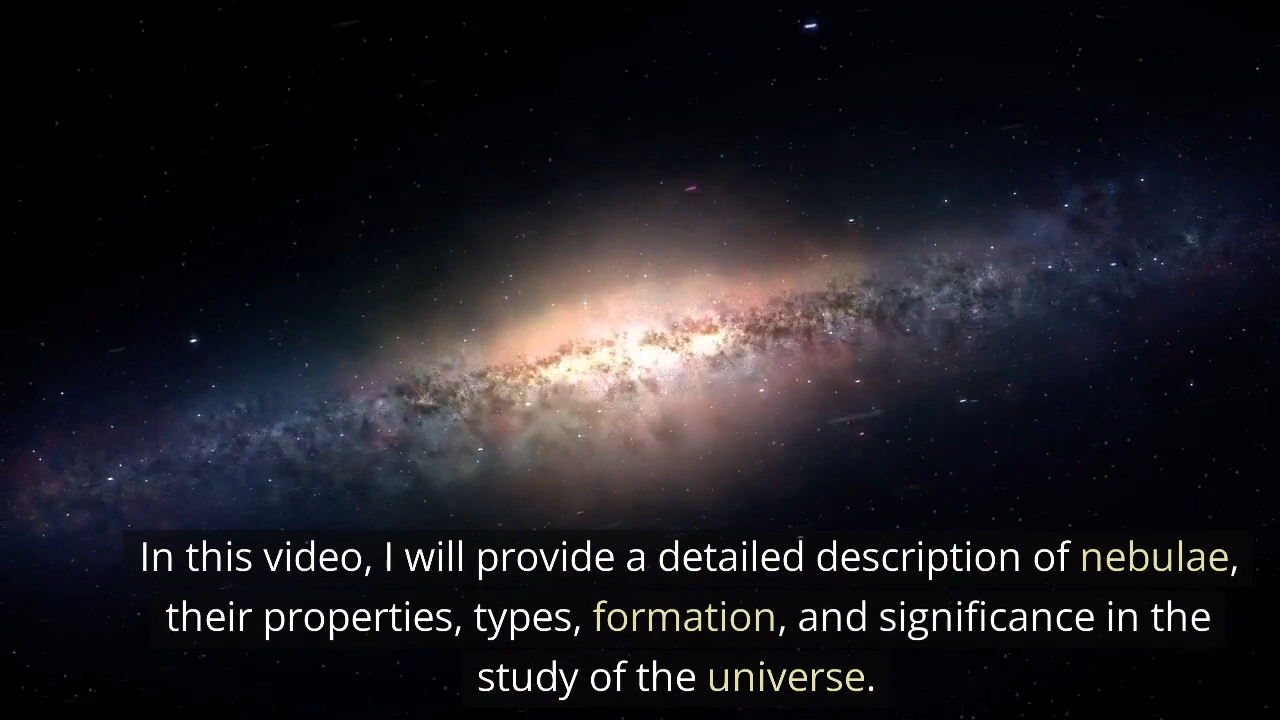 In this video, I will provide a detailed description of nebulae,
their properties, types, formation, and significance in the
study of the universe.